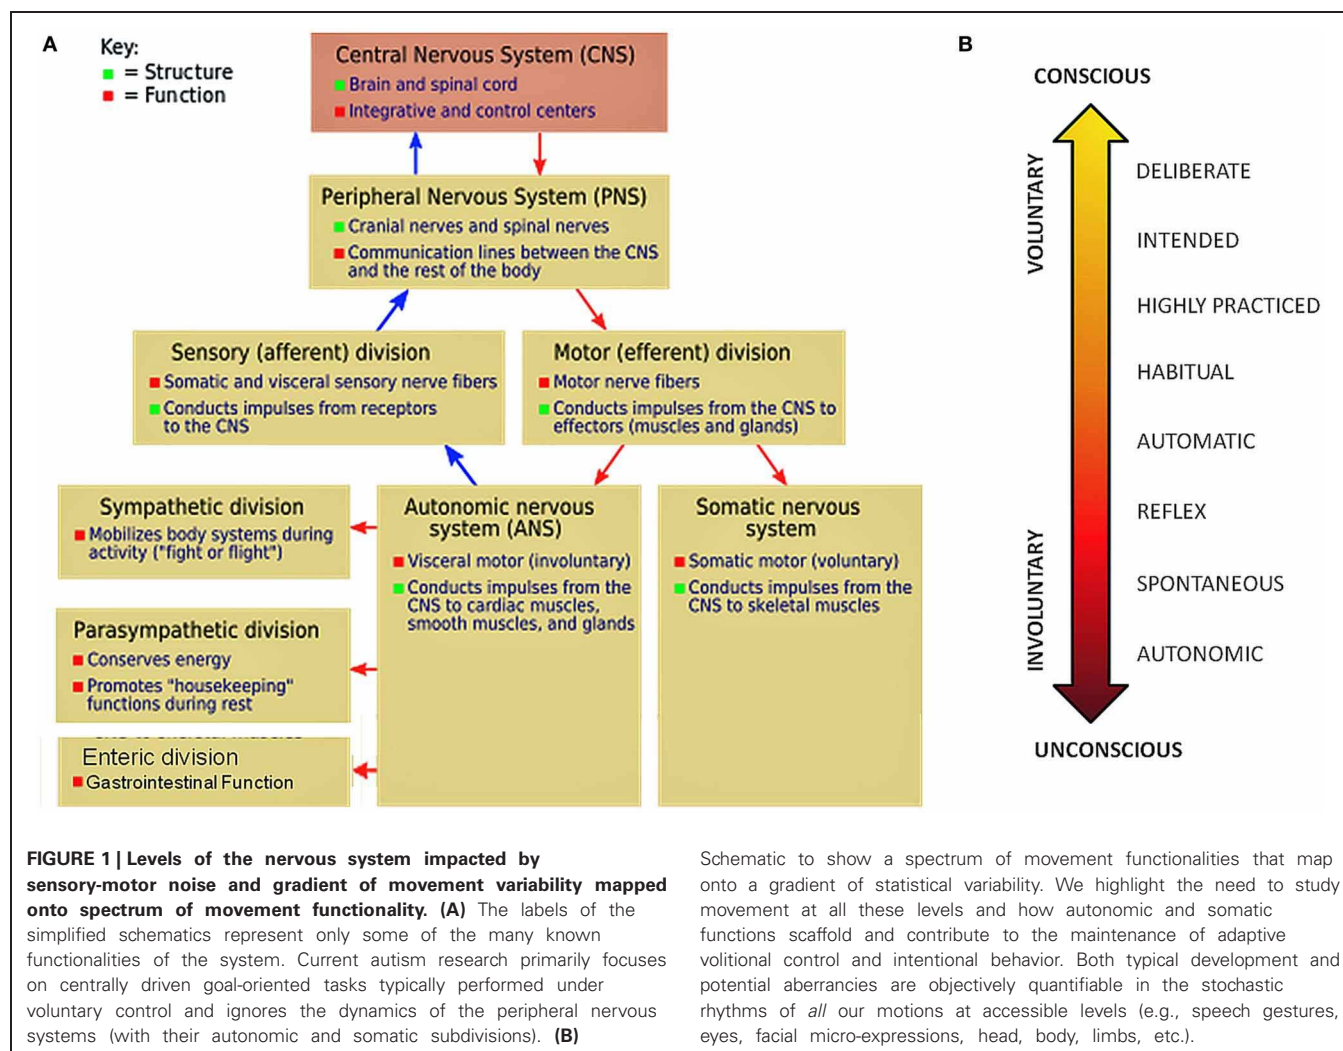 A
Key:
= Structure
= Function
Central Nervous System (CNS)
Brain and spinal cord
Integrative and control centers
Peripheral Nervous System (PNS)
Cranial nerves and spinal nerves
Communication lines between the CNS
and the rest of the body
Sensory (afferent) division
Somatic and visceral sensory nerve fibers
Conducts impulses from receptors
to the CNS
Motor (efferent) division
Motor nerve fibers
Conducts impulses from the CNS to
effectors (muscles and glands)
Sympathetic division
Mobilizes body systems during
activity ("fight or flight")
Autonomic nervous
system (ANS)
Visceral motor (involuntary)
Conducts impulses from the
CNS to cardiac muscles,
smooth muscles, and glands
Somatic nervous
system
Somatic motor (voluntary)
Conducts impulses from the
CNS to skeletal muscles
Parasympathetic division
Conserves energy
Promotes "housekeeping"
functions during rest
Enteric division
Gastrointestinal Function
B
CONSCIOUS
VOLUNTARY
DELIBERATE
INTENDED
HIGHLY PRACTICED
HABITUAL
AUTOMATIC
REFLEX
INVOLUNTARY
SPONTANEOUS
AUTONOMIC
UNCONSCIOUS
FIGURE 1 | Levels of the nervous system impacted by
sensory-motor noise and gradient of movement variability mapped
onto spectrum of movement functionality. (A) The labels of the
simplified schematics represent only some of the many known
functionalities of the system. Current autism research primarily focuses
on centrally driven goal-oriented tasks typically performed under
voluntary control and ignores the dynamics of the peripheral nervous
systems (with their autonomic and somatic subdivisions). (B)
Schematic to show a spectrum of movement functionalities that map
onto a gradient of statistical variability. We highlight the need to study
movement at all these levels and how autonomic and somatic
functions scaffold and contribute to the maintenance of adaptive
volitional control and intentional behavior. Both typical development and
potential aberrancies are objectively quantifiable in the stochastic
rhythms of all our motions at accessible levels (e.g., speech gestures,
eyes, facial micro-expressions, head, body, limbs, etc.).